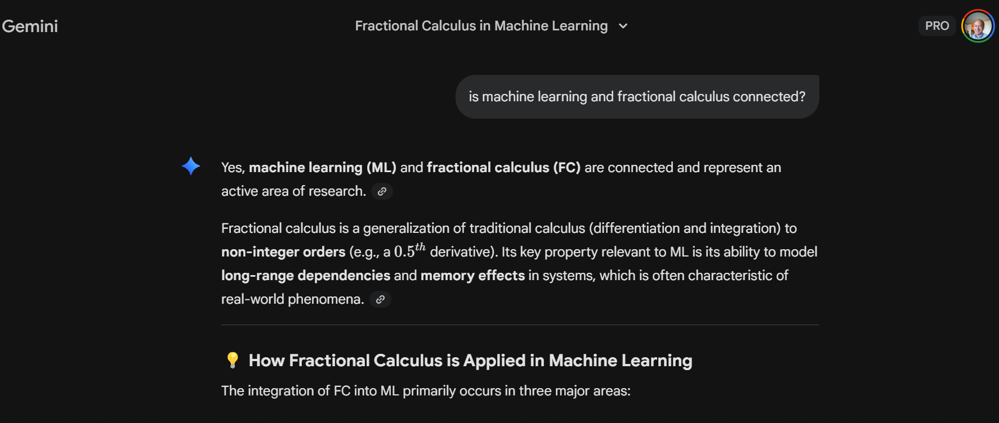 Gemini
Fractional Calculus in Machine Learning
PRO
is machine learning and fractional calculus connected?
Yes, machine learning (ML) and fractional calculus (FC) are connected and represent an
active area of research.
Fractional calculus is a generalization of traditional calculus (differentiation and integration) to
non-integer orders (e.g., a 0.5^th derivative). Its key property relevant to ML is its ability to model
long-range dependencies and memory effects in systems, which is often characteristic of
real-world phenomena.
💡 How Fractional Calculus is Applied in Machine Learning
The integration of FC into ML primarily occurs in three major areas: